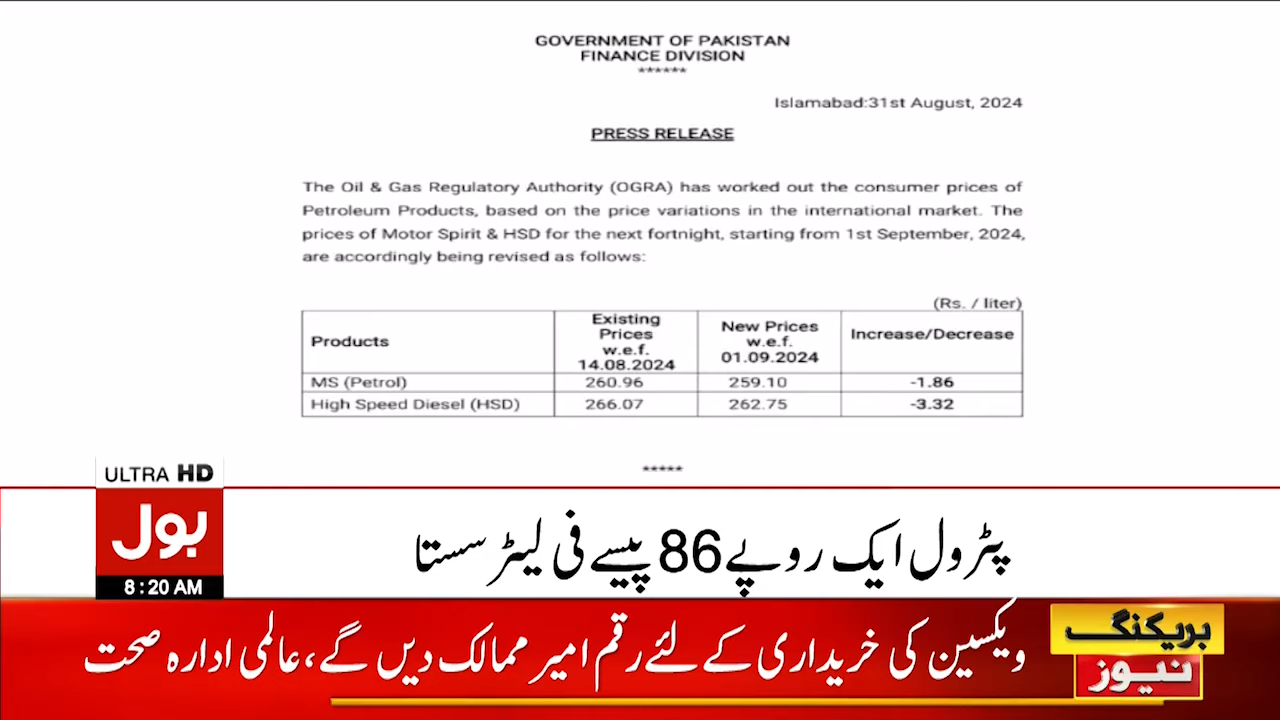 GOVERNMENT OF PAKISTAN
FINANCE DIVISION
******
Islamabad:31st August, 2024
PRESS RELEASE
The Oil & Gas Regulatory Authority (OGRA) has worked out the consumer prices of
Petroleum Products, based on the price variations in the international market. The
prices of Motor Spirit & HSD for the next fortnight, starting from 1st September, 2024,
are accordingly being revised as follows:
(Rs. / liter)
Products
Existing
Prices
w.e.f.
14.08.2024
New Prices
w.e.f.
01.09.2024
Increase/Decrease
MS (Petrol) 260.96 259.10 -1.86
High Speed Diesel (HSD) 266.07 262.75 -3.32
*****
ULTRA HD
بول
8:20 AM
پٹرول ایک روپے 86 پیسے فی لیٹر سستا
بریکنگ
نیوز
ویکسین کی خریداری کے لئے رقم امیر ممالک دیں گے، عالمی ادارہ صحت